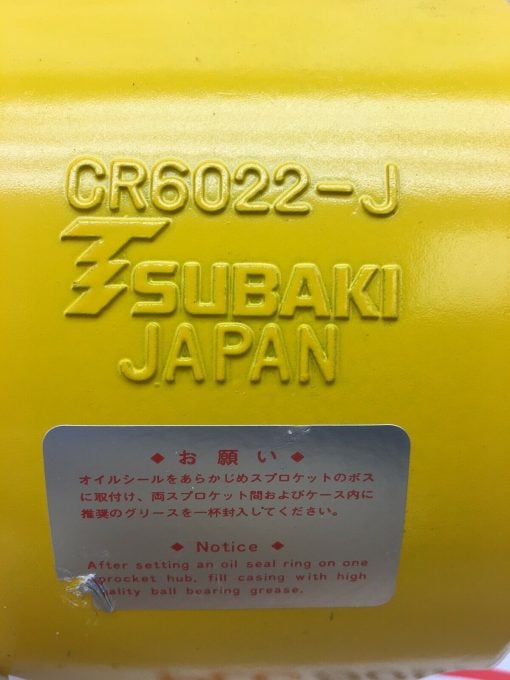 CR6022-J
TSUBAKI
JAPAN
◆ お願い ◆
オイルシールをあらかじめスプロケットのボス
に取付け、両スプロケット間およびケース内に
推奨のグリースを一杯封入してください。
◆ Notice ◆
After setting an oil seal ring on one
hub, fill casing with high
ball bearing grease.